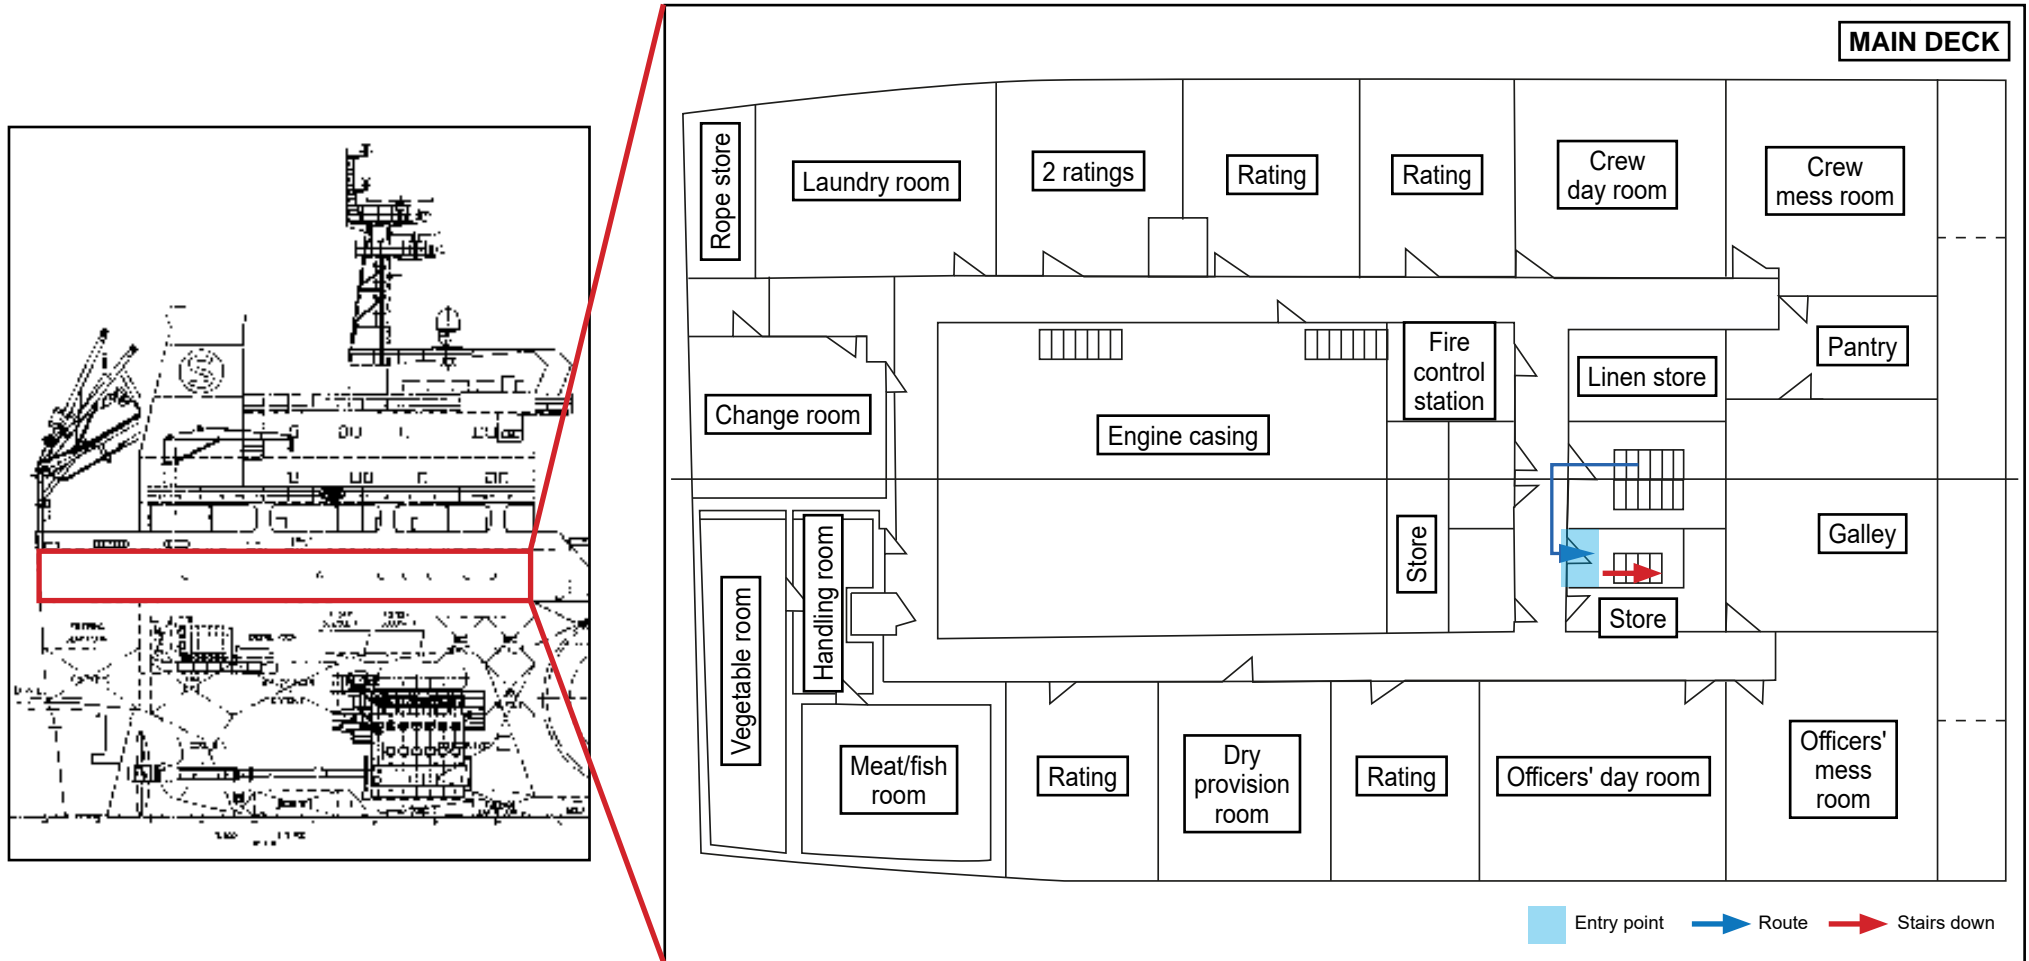 MAIN DECK
Rope store
Laundry room
2 ratings
Rating
Rating
Crew
day room
Crew
mess room
Fire
control
station
Linen store
Pantry
Change room
Engine casing
Store
Galley
Vegetable room
Handling room
Store
Meat/fish
room
Rating
Dry
provision
room
Rating
Officers' day room
Officers'
mess
room
Entry point
Route
Stairs down